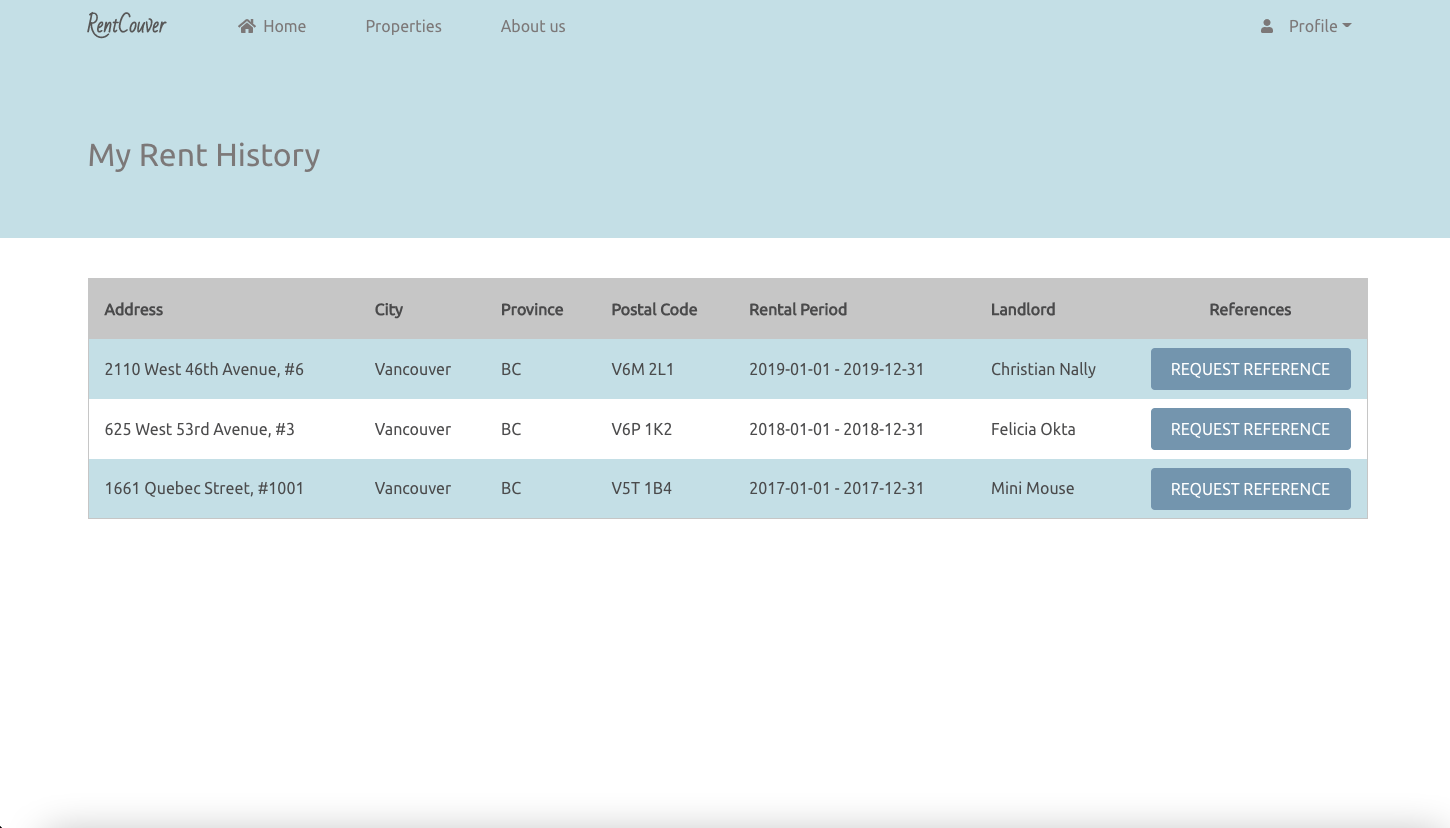 RentCouver Home Properties About us Profile
My Rent History
Address City Province Postal Code Rental Period Landlord References
2110 West 46th Avenue, #6 Vancouver BC V6M 2L1 2019-01-01 - 2019-12-31 Christian Nally REQUEST REFERENCE
625 West 53rd Avenue, #3 Vancouver BC V6P 1K2 2018-01-01 - 2018-12-31 Felicia Okta REQUEST REFERENCE
1661 Quebec Street, #1001 Vancouver BC V5T 1B4 2017-01-01 - 2017-12-31 Mini Mouse REQUEST REFERENCE